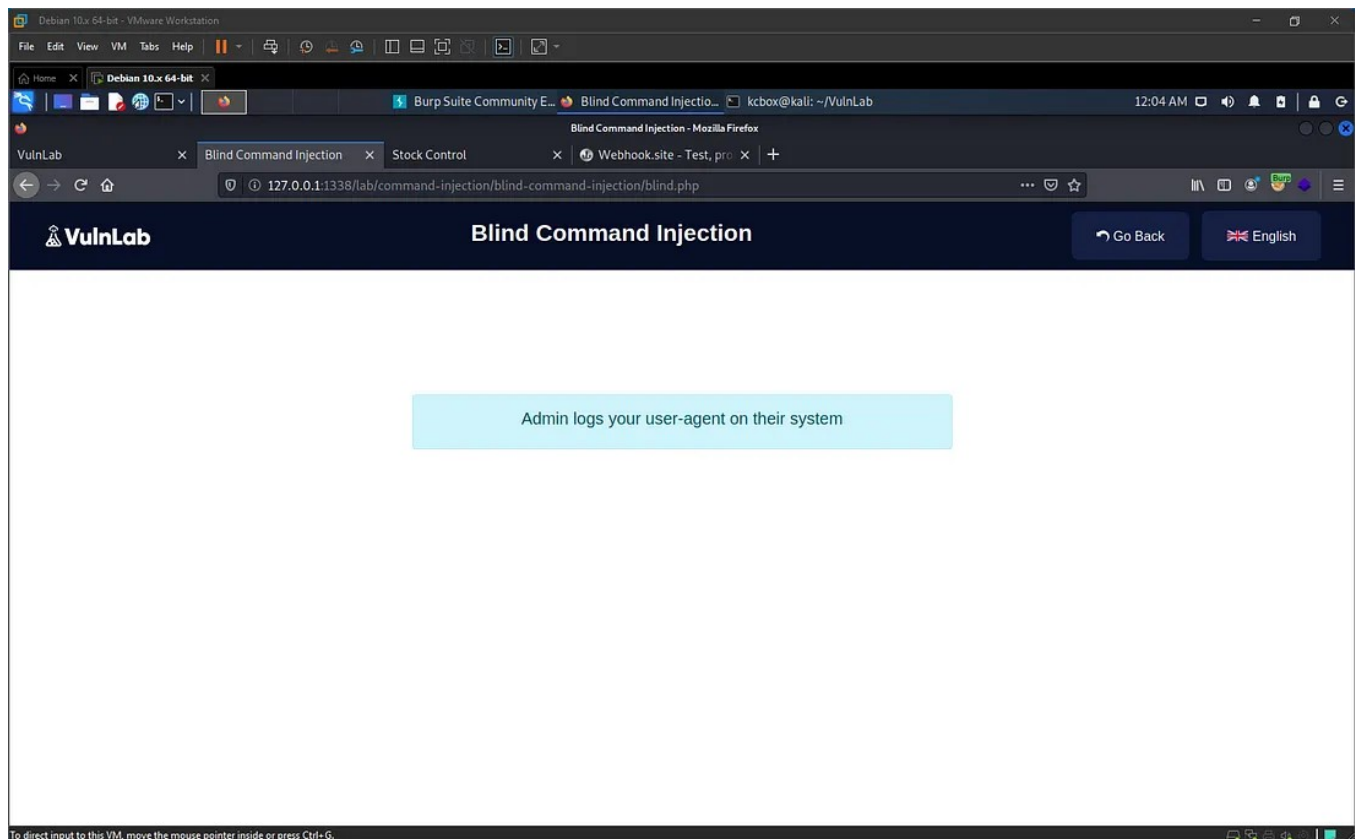 Debian 10.x 64-bit - VMware Workstation
File Edit View VM Tabs Help
Home Debian 10.x 64-bit
Burp Suite Community E... Blind Command Injectio... kcbox@kali: ~/VulnLab 12:04 AM
Blind Command Injection - Mozilla Firefox
VulnLab Blind Command Injection Stock Control Webhook.site - Test, pro
127.0.0.1:1338/lab/command-injection/blind-command-injection/blind.php Burp
VulnLab Blind Command Injection Go Back English
Admin logs your user-agent on their system
To direct input to this VM, move the mouse pointer inside or press Ctrl+G.